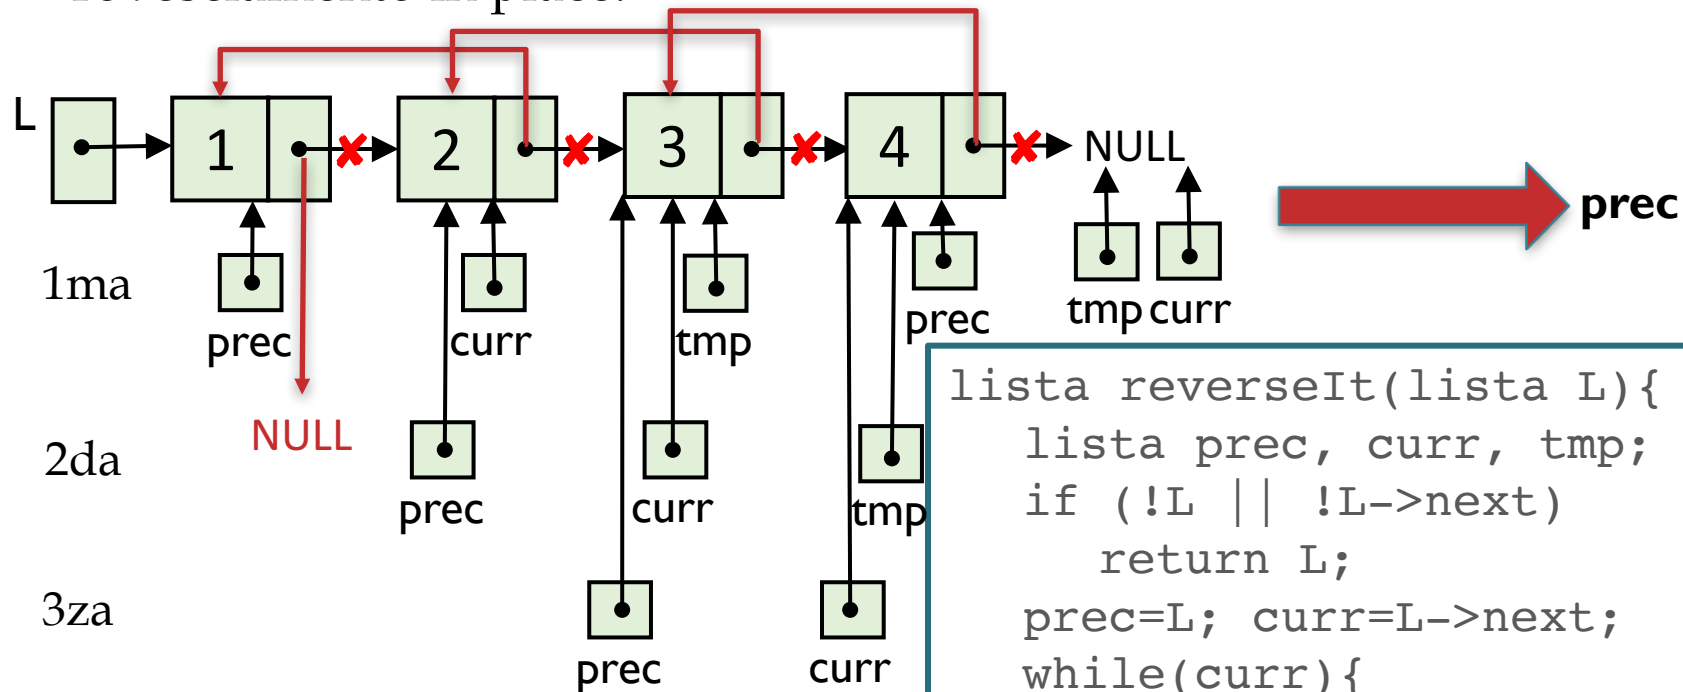 L
1
2
3
4
NULL
prec
1ma
prec
curr
tmp
prec
tmp
curr
NULL
2da
prec
curr
tmp
3za
prec
curr
lista reverseIt(lista L){
lista prec, curr, tmp;
if (!L || !L->next)
return L;
prec=L; curr=L->next;
while(curr){